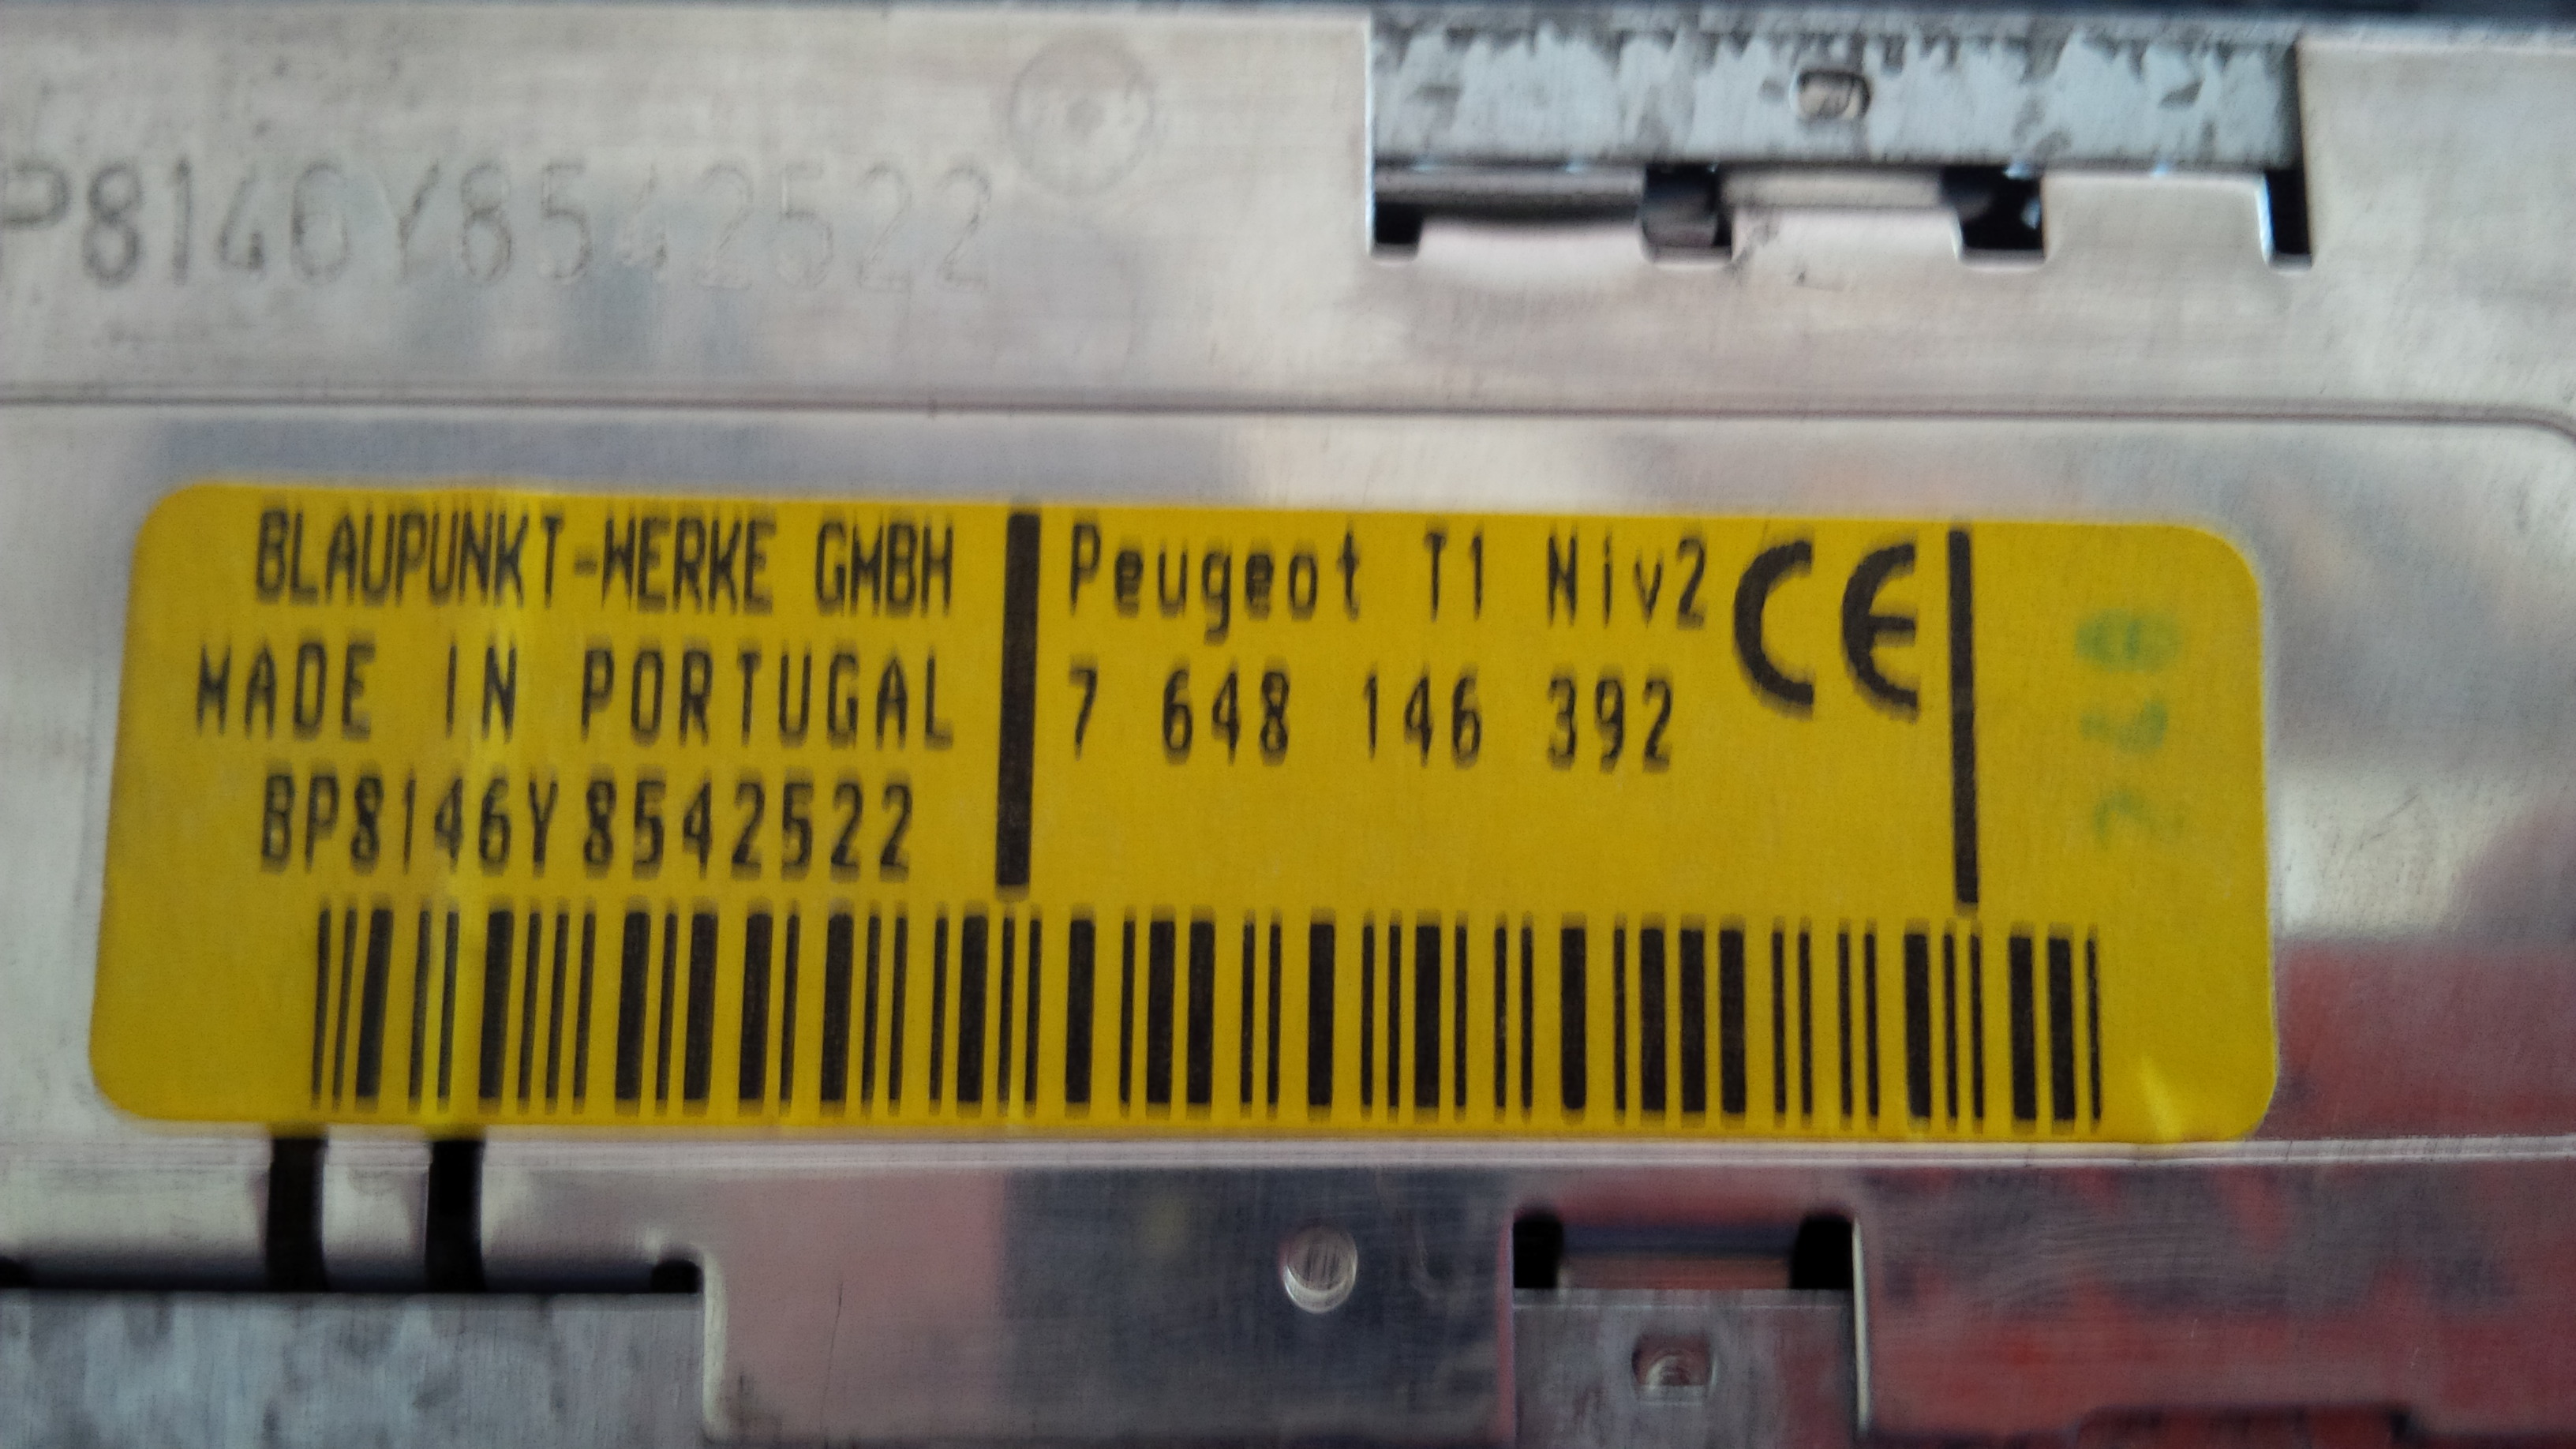 P8146Y8542522
BLAUPUNKT-WERKE GMBH
MADE IN PORTUGAL
BP8146Y8542522
Peugeot T1 Niv2 CE
7 648 146 392